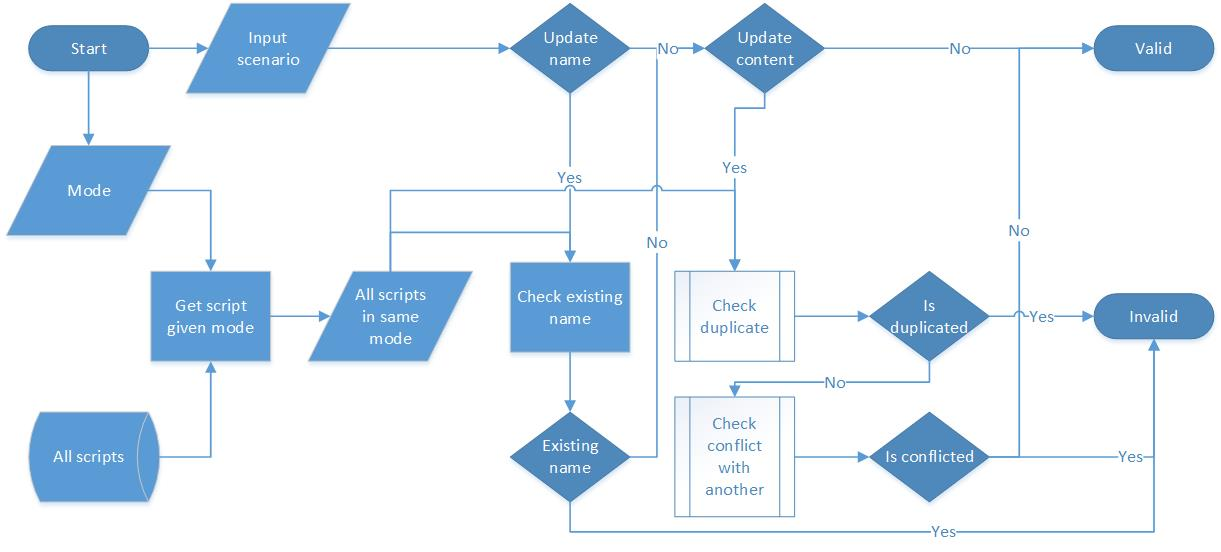 Start
Input
scenario
Update
name
No
Update
content
No
Valid
Mode
Yes
Yes
No
No
Get script
given mode
All scripts
in same
mode
Check existing
name
Check
duplicate
Is
duplicated
Yes
Invalid
No
All scripts
Existing
name
Check
conflict
with
another
Is conflicted
Yes
Yes